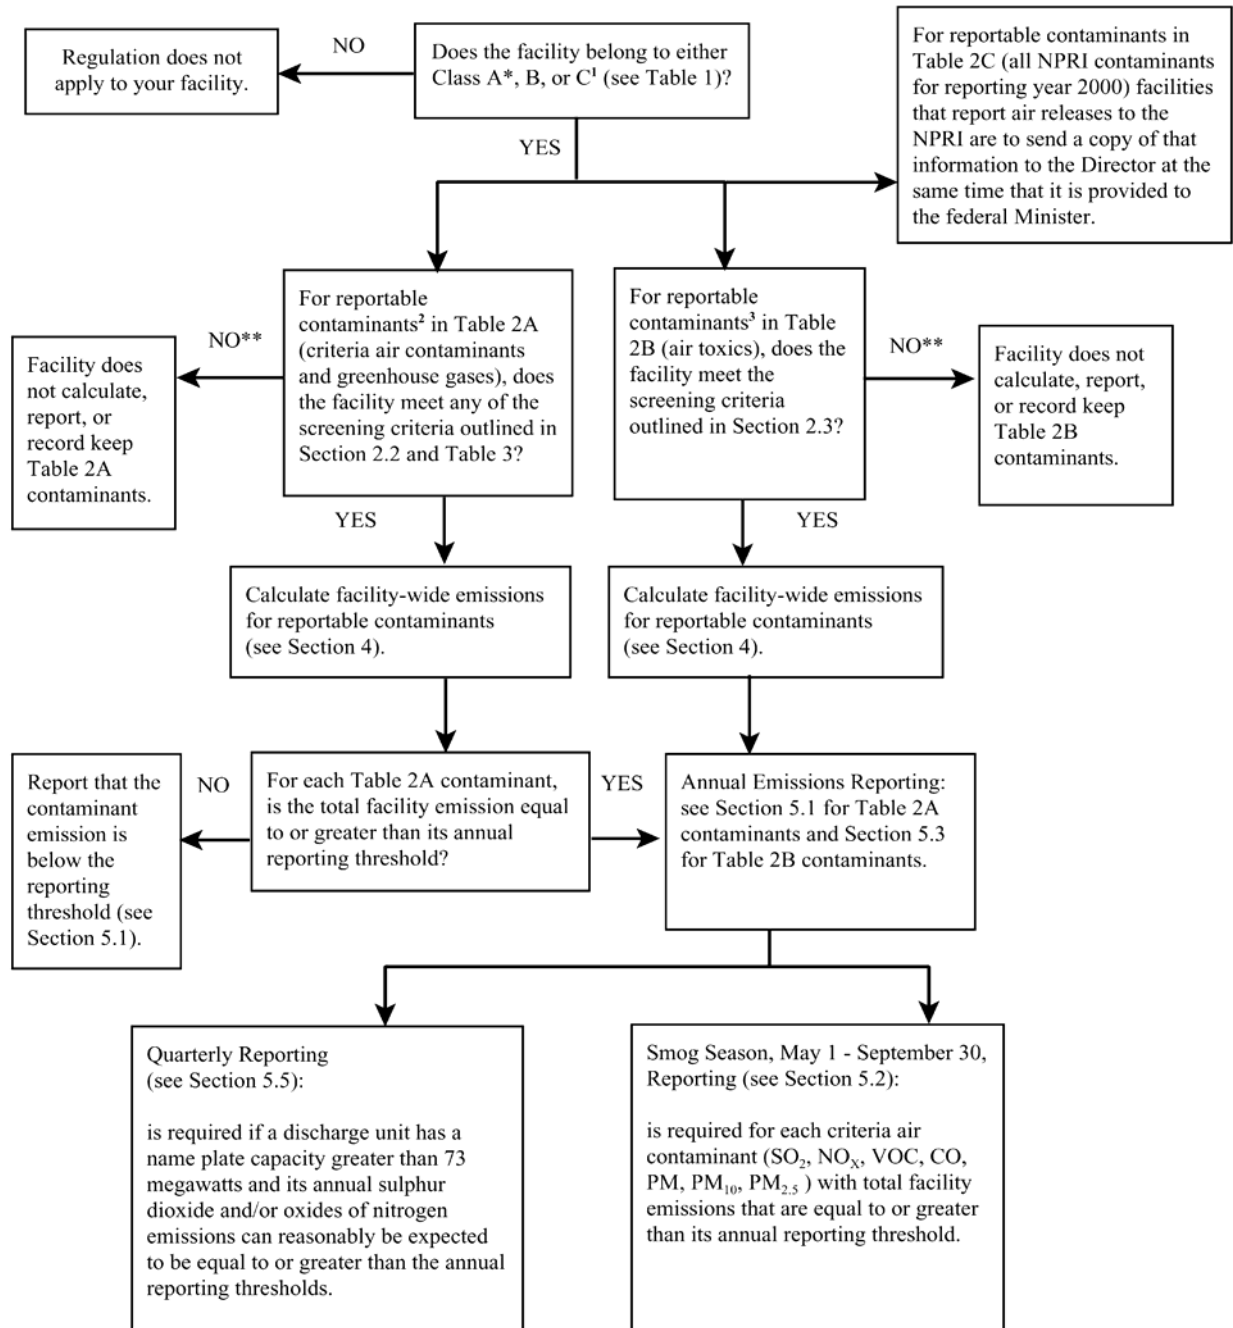 Regulation does not
apply to your facility.
NO
Does the facility belong to either
Class A*, B, or C¹ (see Table 1)?
YES
For reportable contaminants in
Table 2C (all NPRI contaminants
for reporting year 2000) facilities
that report air releases to the
NPRI are to send a copy of that
information to the Director at the
same time that it is provided to
the federal Minister.
Facility does
not calculate,
report, or
record keep
Table 2A
contaminants.
NO**
For reportable
contaminants² in Table 2A
(criteria air contaminants
and greenhouse gases), does
the facility meet any of the
screening criteria outlined in
Section 2.2 and Table 3?
YES
For reportable
contaminants³ in Table
2B (air toxics), does the
facility meet the
screening criteria
outlined in Section 2.3?
YES
NO**
Facility does not
calculate, report,
or record keep
Table 2B
contaminants.
Calculate facility-wide emissions
for reportable contaminants
(see Section 4).
Calculate facility-wide emissions
for reportable contaminants
(see Section 4).
Report that the
contaminant
emission is
below the
reporting
threshold (see
Section 5.1).
NO
For each Table 2A contaminant,
is the total facility emission equal
to or greater than its annual
reporting threshold?
YES
Annual Emissions Reporting:
see Section 5.1 for Table 2A
contaminants and Section 5.3
for Table 2B contaminants.
Quarterly Reporting
(see Section 5.5):
is required if a discharge unit has a
name plate capacity greater than 73
megawatts and its annual sulphur
dioxide and/or oxides of nitrogen
emissions can reasonably be expected
to be equal to or greater than the annual
reporting thresholds.
Smog Season, May 1 - September 30,
Reporting (see Section 5.2):
is required for each criteria air
contaminant (SO₂, NOₓ, VOC, CO,
PM, PM₁₀, PM₂.₅ ) with total facility
emissions that are equal to or greater
than its annual reporting threshold.